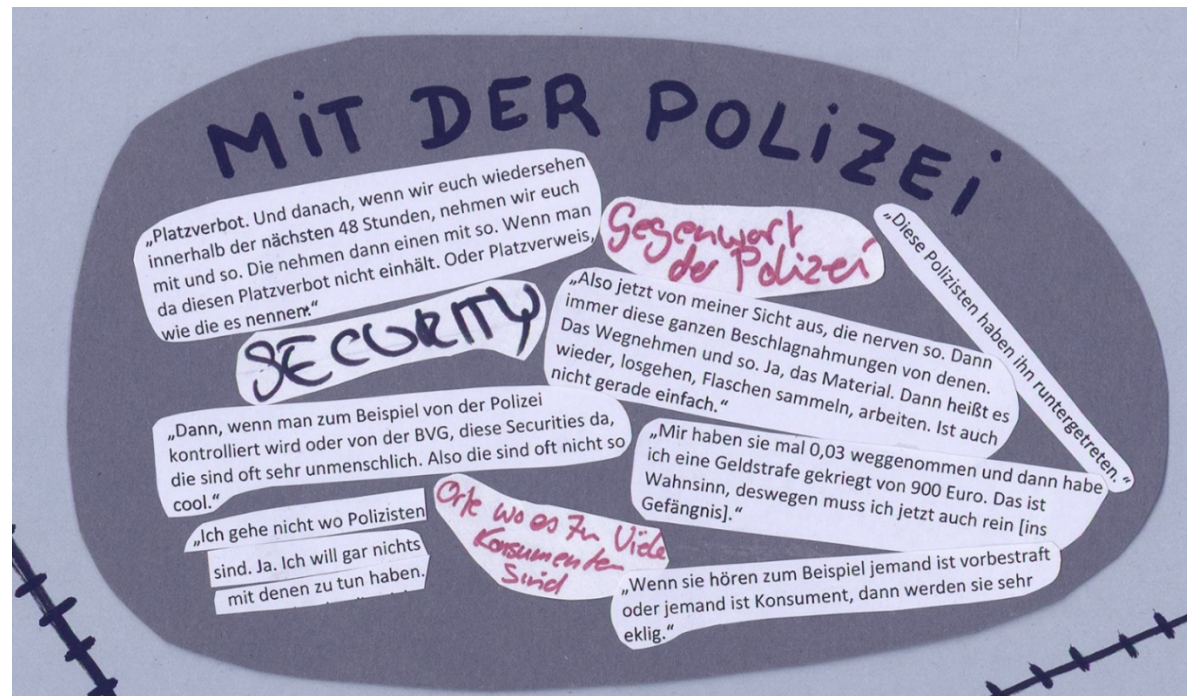 MIT DER POLIZEI
„Platzverbot. Und danach, wenn wir euch wiedersehen
innerhalb der nächsten 48 Stunden, nehmen wir euch
mit und so. Die nehmen dann einen mit so. Wenn man
da diesen Platzverbot nicht einhält. Oder Platzverweis,
wie die es nennen.“
Gegenwart
der Polizei
„Diese Polizisten haben ihn runtergetreten.“
SECURITY
„Also jetzt von meiner Sicht aus, die nerven so. Dann
immer diese ganzen Beschlagnahmungen von denen.
Das Wegnehmen und so. Ja, das Material. Dann heißt es
wieder, losgehen, Flaschen sammeln, arbeiten. Ist auch
nicht gerade einfach.“
„Dann, wenn man zum Beispiel von der Polizei
kontrolliert wird oder von der BVG, diese Securities da,
die sind oft sehr unmenschlich. Also die sind oft nicht so
cool.“
„Mir haben sie mal 0,03 weggenommen und dann habe
ich eine Geldstrafe gekriegt von 900 Euro. Das ist
Wahnsinn, deswegen muss ich jetzt auch rein [ins
Gefängnis].“
„Ich gehe nicht wo Polizisten
sind. Ja. Ich will gar nichts
mit denen zu tun haben.
Orte wo es zu Viele
Konsumenten
Sind
„Wenn sie hören zum Beispiel jemand ist vorbestraft
oder jemand ist Konsument, dann werden sie sehr
eklig.“